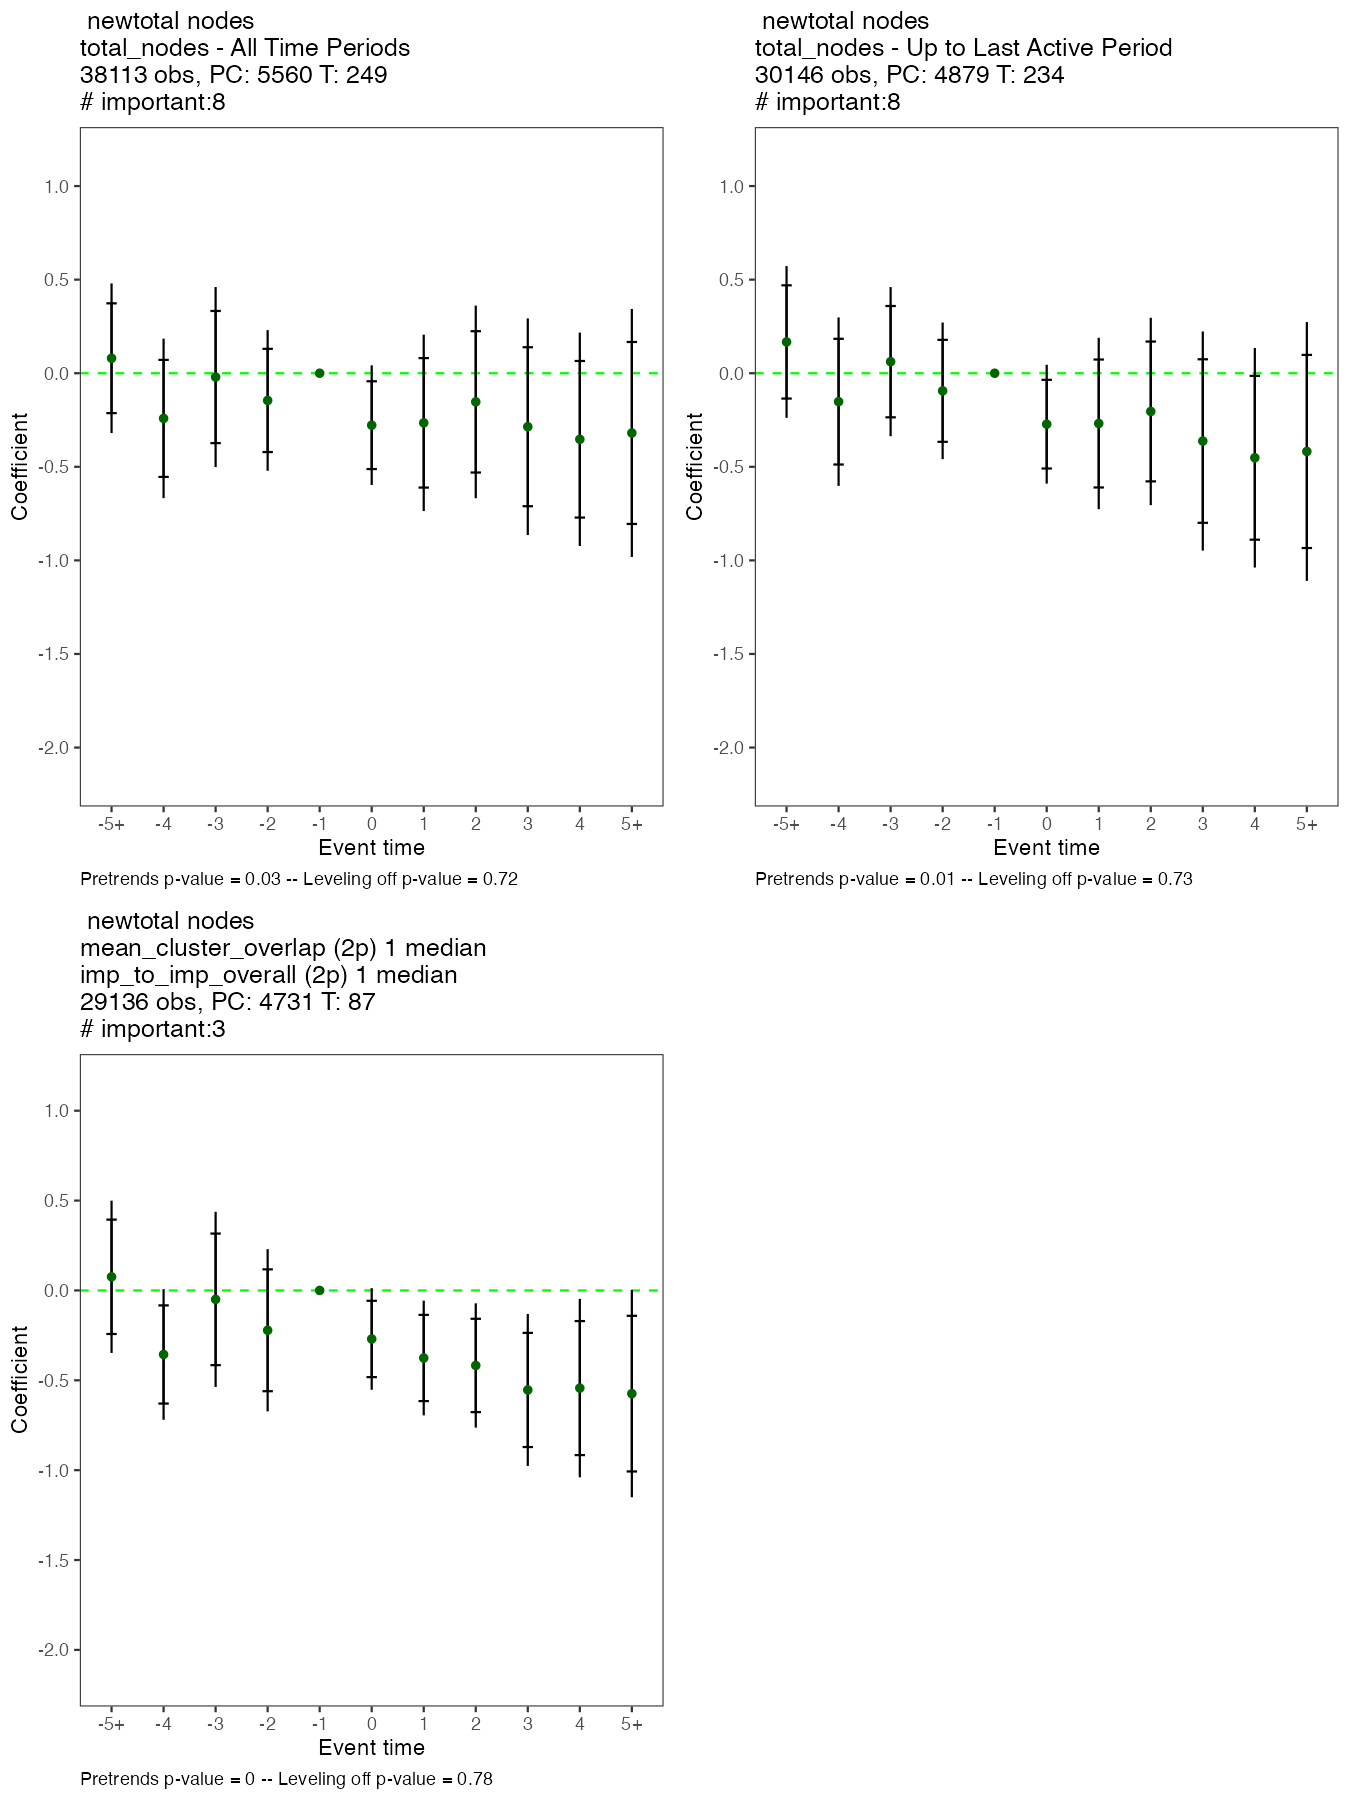 newtotal nodes
total_nodes - All Time Periods
38113 obs, PC: 5560 T: 249
# important:8
1.0
0.5
0.0
-0.5
-1.0
-1.5
-2.0
Coefficient
-5+ -4 -3 -2 -1 0 1 2 3 4 5+
Event time
Pretrends p-value = 0.03 -- Leveling off p-value = 0.72
newtotal nodes
total_nodes - Up to Last Active Period
30146 obs, PC: 4879 T: 234
# important:8
1.0
0.5
0.0
-0.5
-1.0
-1.5
-2.0
Coefficient
-5+ -4 -3 -2 -1 0 1 2 3 4 5+
Event time
Pretrends p-value = 0.01 -- Leveling off p-value = 0.73
newtotal nodes
mean_cluster_overlap (2p) 1 median
imp_to_imp_overall (2p) 1 median
29136 obs, PC: 4731 T: 87
# important:3
1.0
0.5
0.0
-0.5
-1.0
-1.5
-2.0
Coefficient
-5+ -4 -3 -2 -1 0 1 2 3 4 5+
Event time
Pretrends p-value = 0 -- Leveling off p-value = 0.78